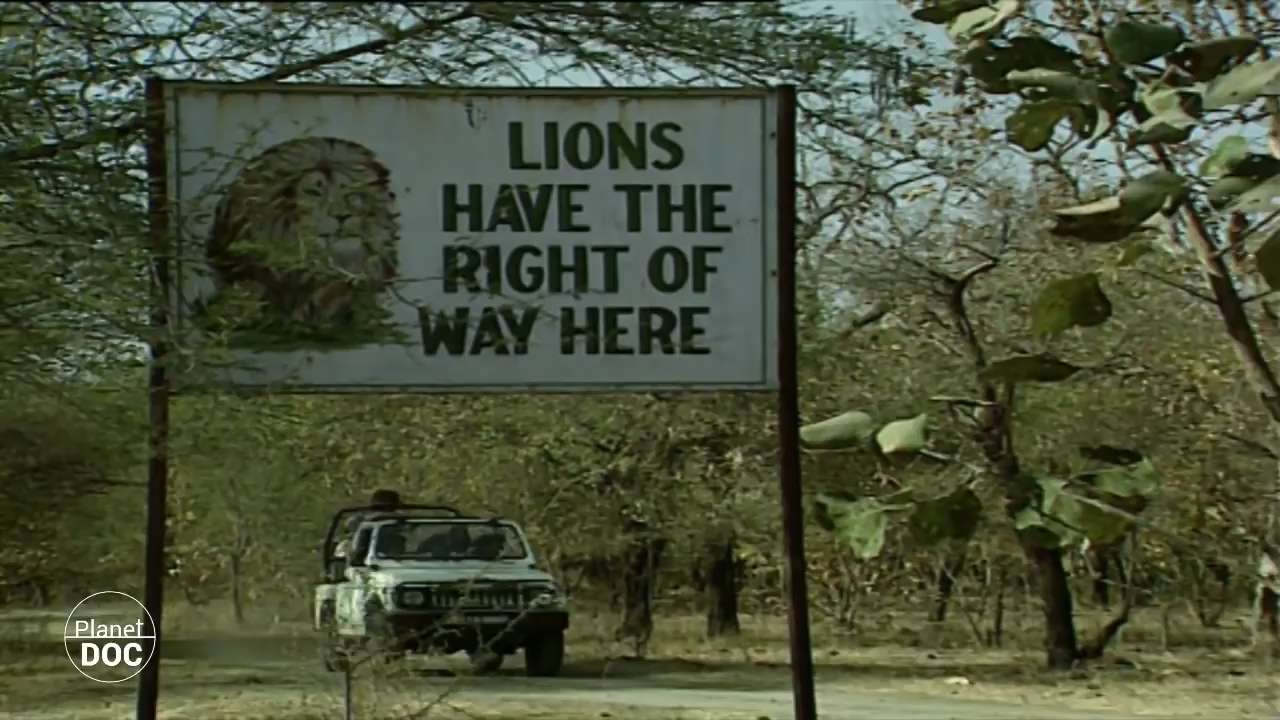 LIONS
HAVE THE
RIGHT OF
WAY HERE
Planet
DOC